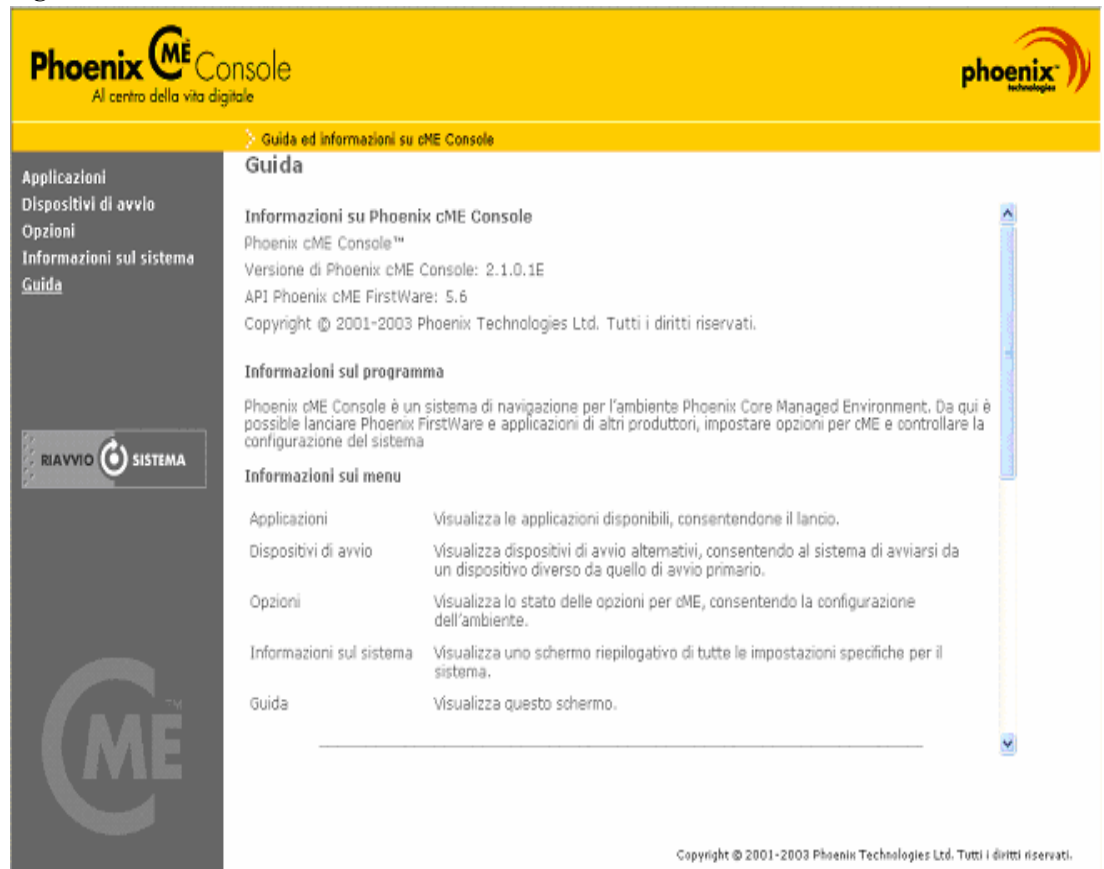 Phoenix cME Console
Al centro della vita digitale
phoenix
technologies
Guida ed informazioni su cME Console
Applicazioni
Dispositivi di avvio
Opzioni
Informazioni sul sistema
Guida
RIAVVIO SISTEMA
CME
TM
Guida
Informazioni su Phoenix cME Console
Phoenix cME Console™
Versione di Phoenix cME Console: 2.1.0.1E
API Phoenix cME FirstWare: 5.6
Copyright © 2001-2003 Phoenix Technologies Ltd. Tutti i diritti riservati.
Informazioni sul programma
Phoenix cME Console è un sistema di navigazione per l'ambiente Phoenix Core Managed Environment. Da qui è
possible lanciare Phoenix FirstWare e applicazioni di altri produttori, impostare opzioni per cME e controllare la
configurazione del sistema
Informazioni sui menu
Applicazioni Visualizza le applicazioni disponibili, consentendone il lancio.
Dispositivi di avvio Visualizza dispositivi di avvio alternativi, consentendo al sistema di avviarsi da
un dispositivo diverso da quello di avvio primario.
Opzioni Visualizza lo stato delle opzioni per cME, consentendo la configurazione
dell'ambiente.
Informazioni sul sistema Visualizza uno schermo riepilogativo di tutte le impostazioni specifiche per il
sistema.
Guida Visualizza questo schermo.
Copyright © 2001-2003 Phoenix Technologies Ltd. Tutti i diritti riservati.